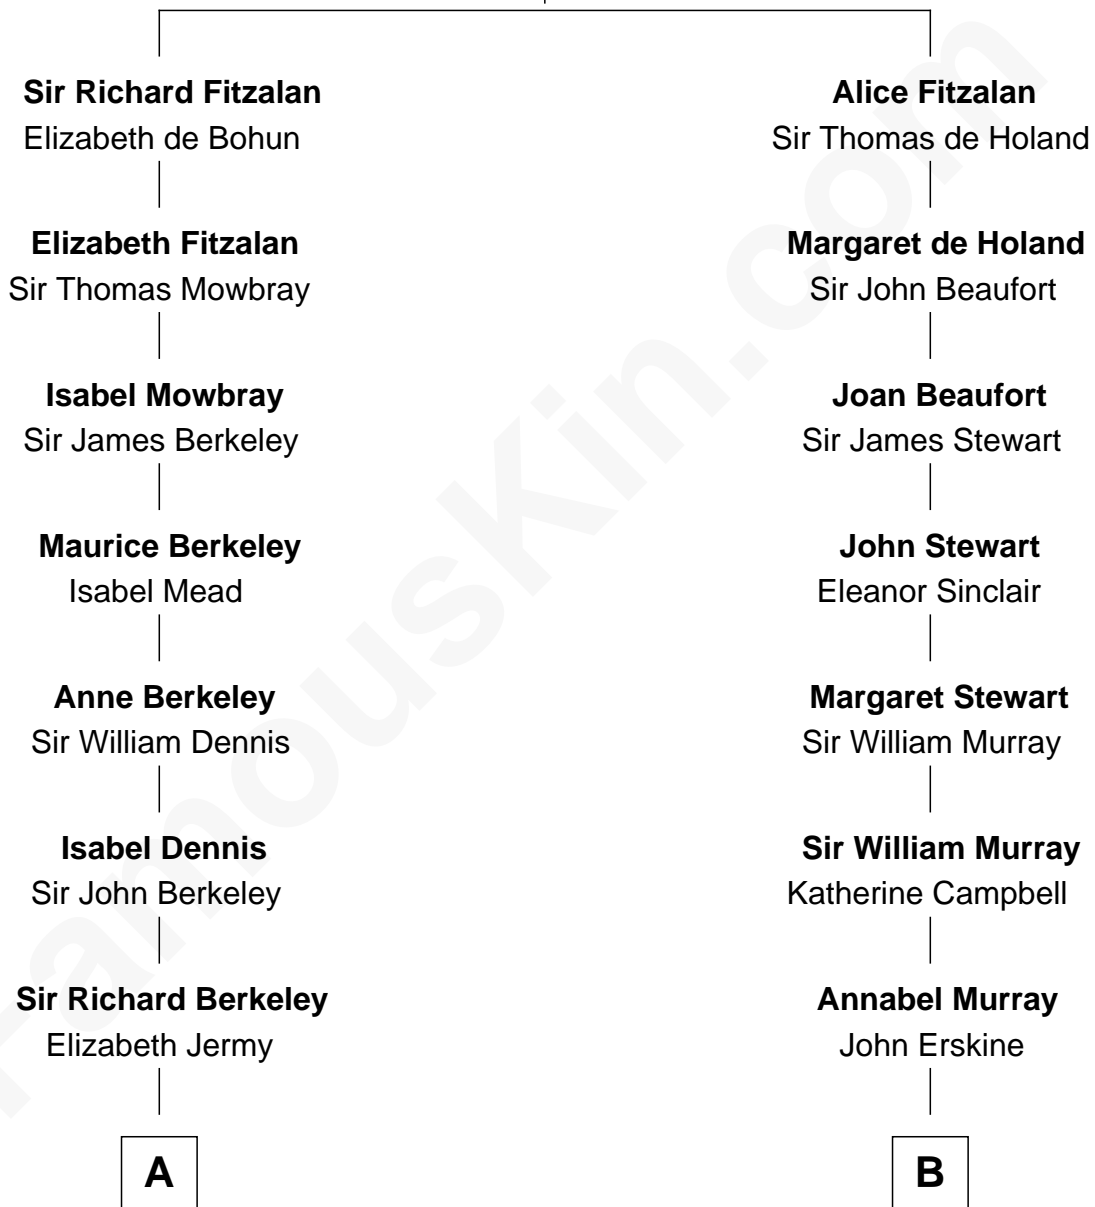 Sir Richard Fitzalan
Elizabeth de Bohun
Elizabeth Fitzalan
Sir Thomas Mowbray
Isabel Mowbray
Sir James Berkeley
Maurice Berkeley
Isabel Mead
Anne Berkeley
Sir William Dennis
Isabel Dennis
Sir John Berkeley
Sir Richard Berkeley
Elizabeth Jermy
A
Alice Fitzalan
Sir Thomas de Holand
Margaret de Holand
Sir John Beaufort
Joan Beaufort
Sir James Stewart
John Stewart
Eleanor Sinclair
Margaret Stewart
Sir William Murray
Sir William Murray
Katherine Campbell
Annabel Murray
John Erskine
B
FamousKin.com